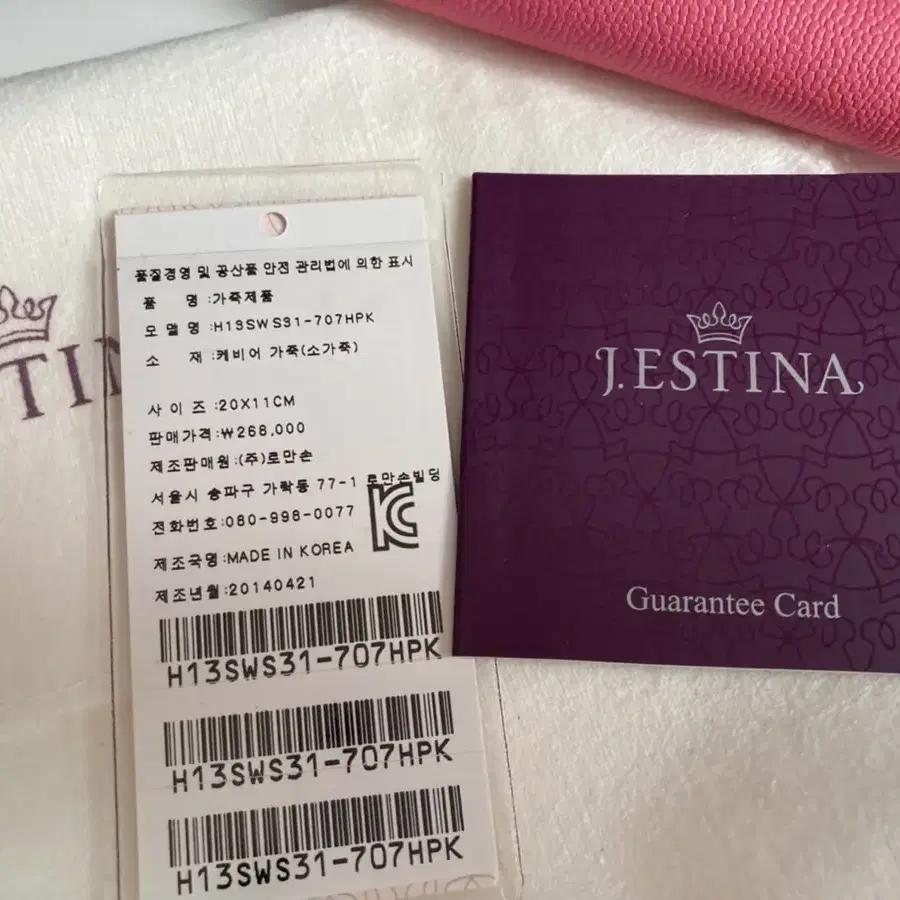 품질경영 및 공산품 안전 관리법에 의한 표시
품 명 :가죽제품
모델명 :H13SWS31-707HPK
소 재 :케비어 가죽(소가죽)
사 이 즈 :20X11CM
판매가격:₩268,000
제조판매원:(주)로만손
서울시 송파구 가락동 77-1 로만손빌딩
전화번호:080-998-0077
제조국명:MADE IN KOREA
제조년월:20140421
H13SWS31-707HPK
H13SWS31-707HPK
H13SWS31-707HPK
J.ESTINA
Guarantee Card
TIN